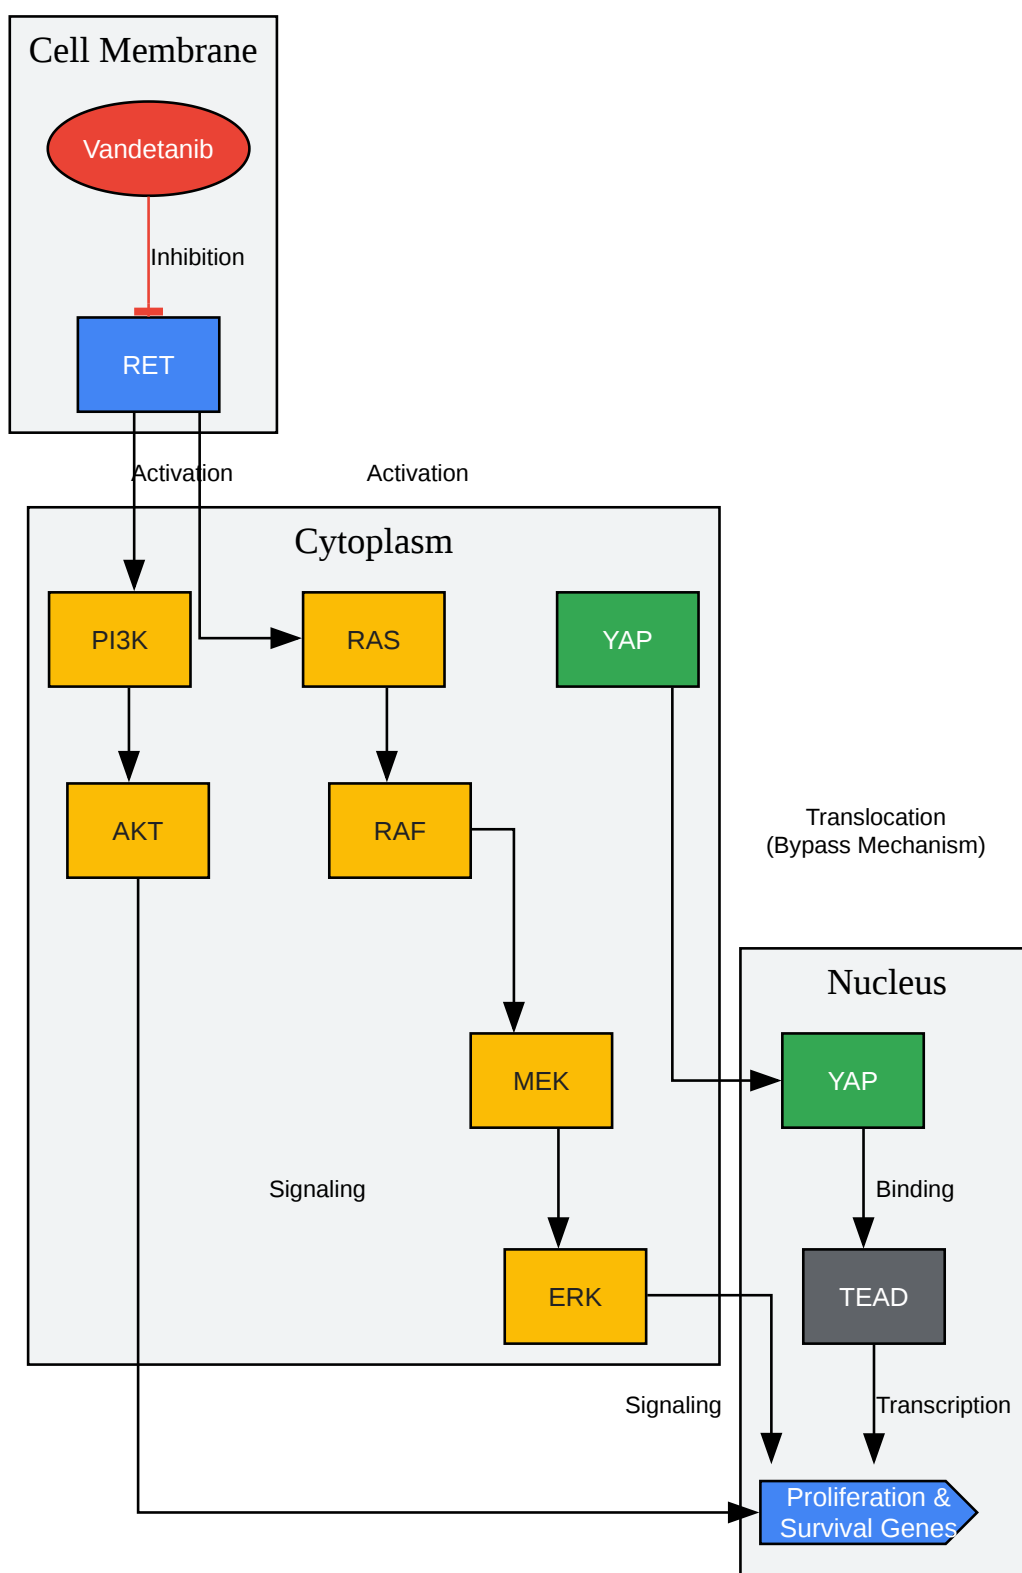 Cell Membrane
Vandetanib
Inhibition
RET
Activation
Activation
Cytoplasm
PI3K
RAS
YAP
AKT
RAF
Translocation
(Bypass Mechanism)
Nucleus
MEK
YAP
Signaling
Binding
ERK
TEAD
Signaling
Transcription
Proliferation &
Survival Genes